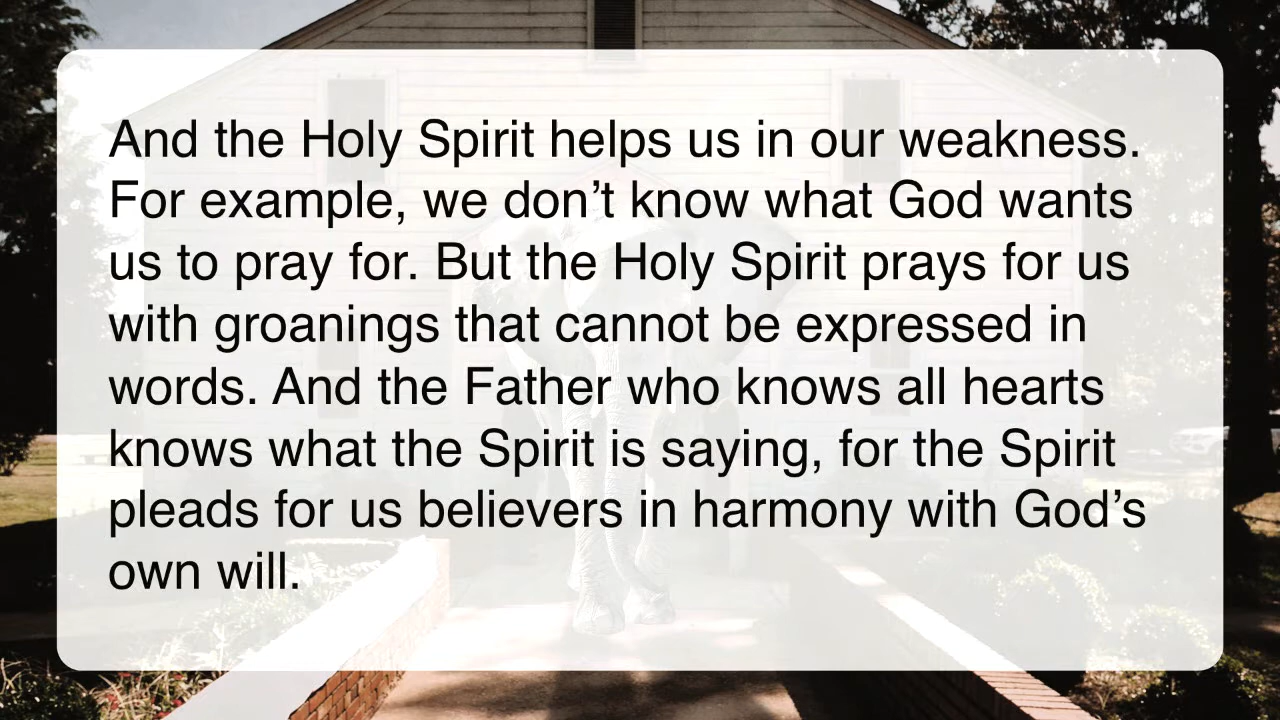 And the Holy Spirit helps us in our weakness.
For example, we don’t know what God wants
us to pray for. But the Holy Spirit prays for us
with groanings that cannot be expressed in
words. And the Father who knows all hearts
knows what the Spirit is saying, for the Spirit
pleads for us believers in harmony with God’s
own will.